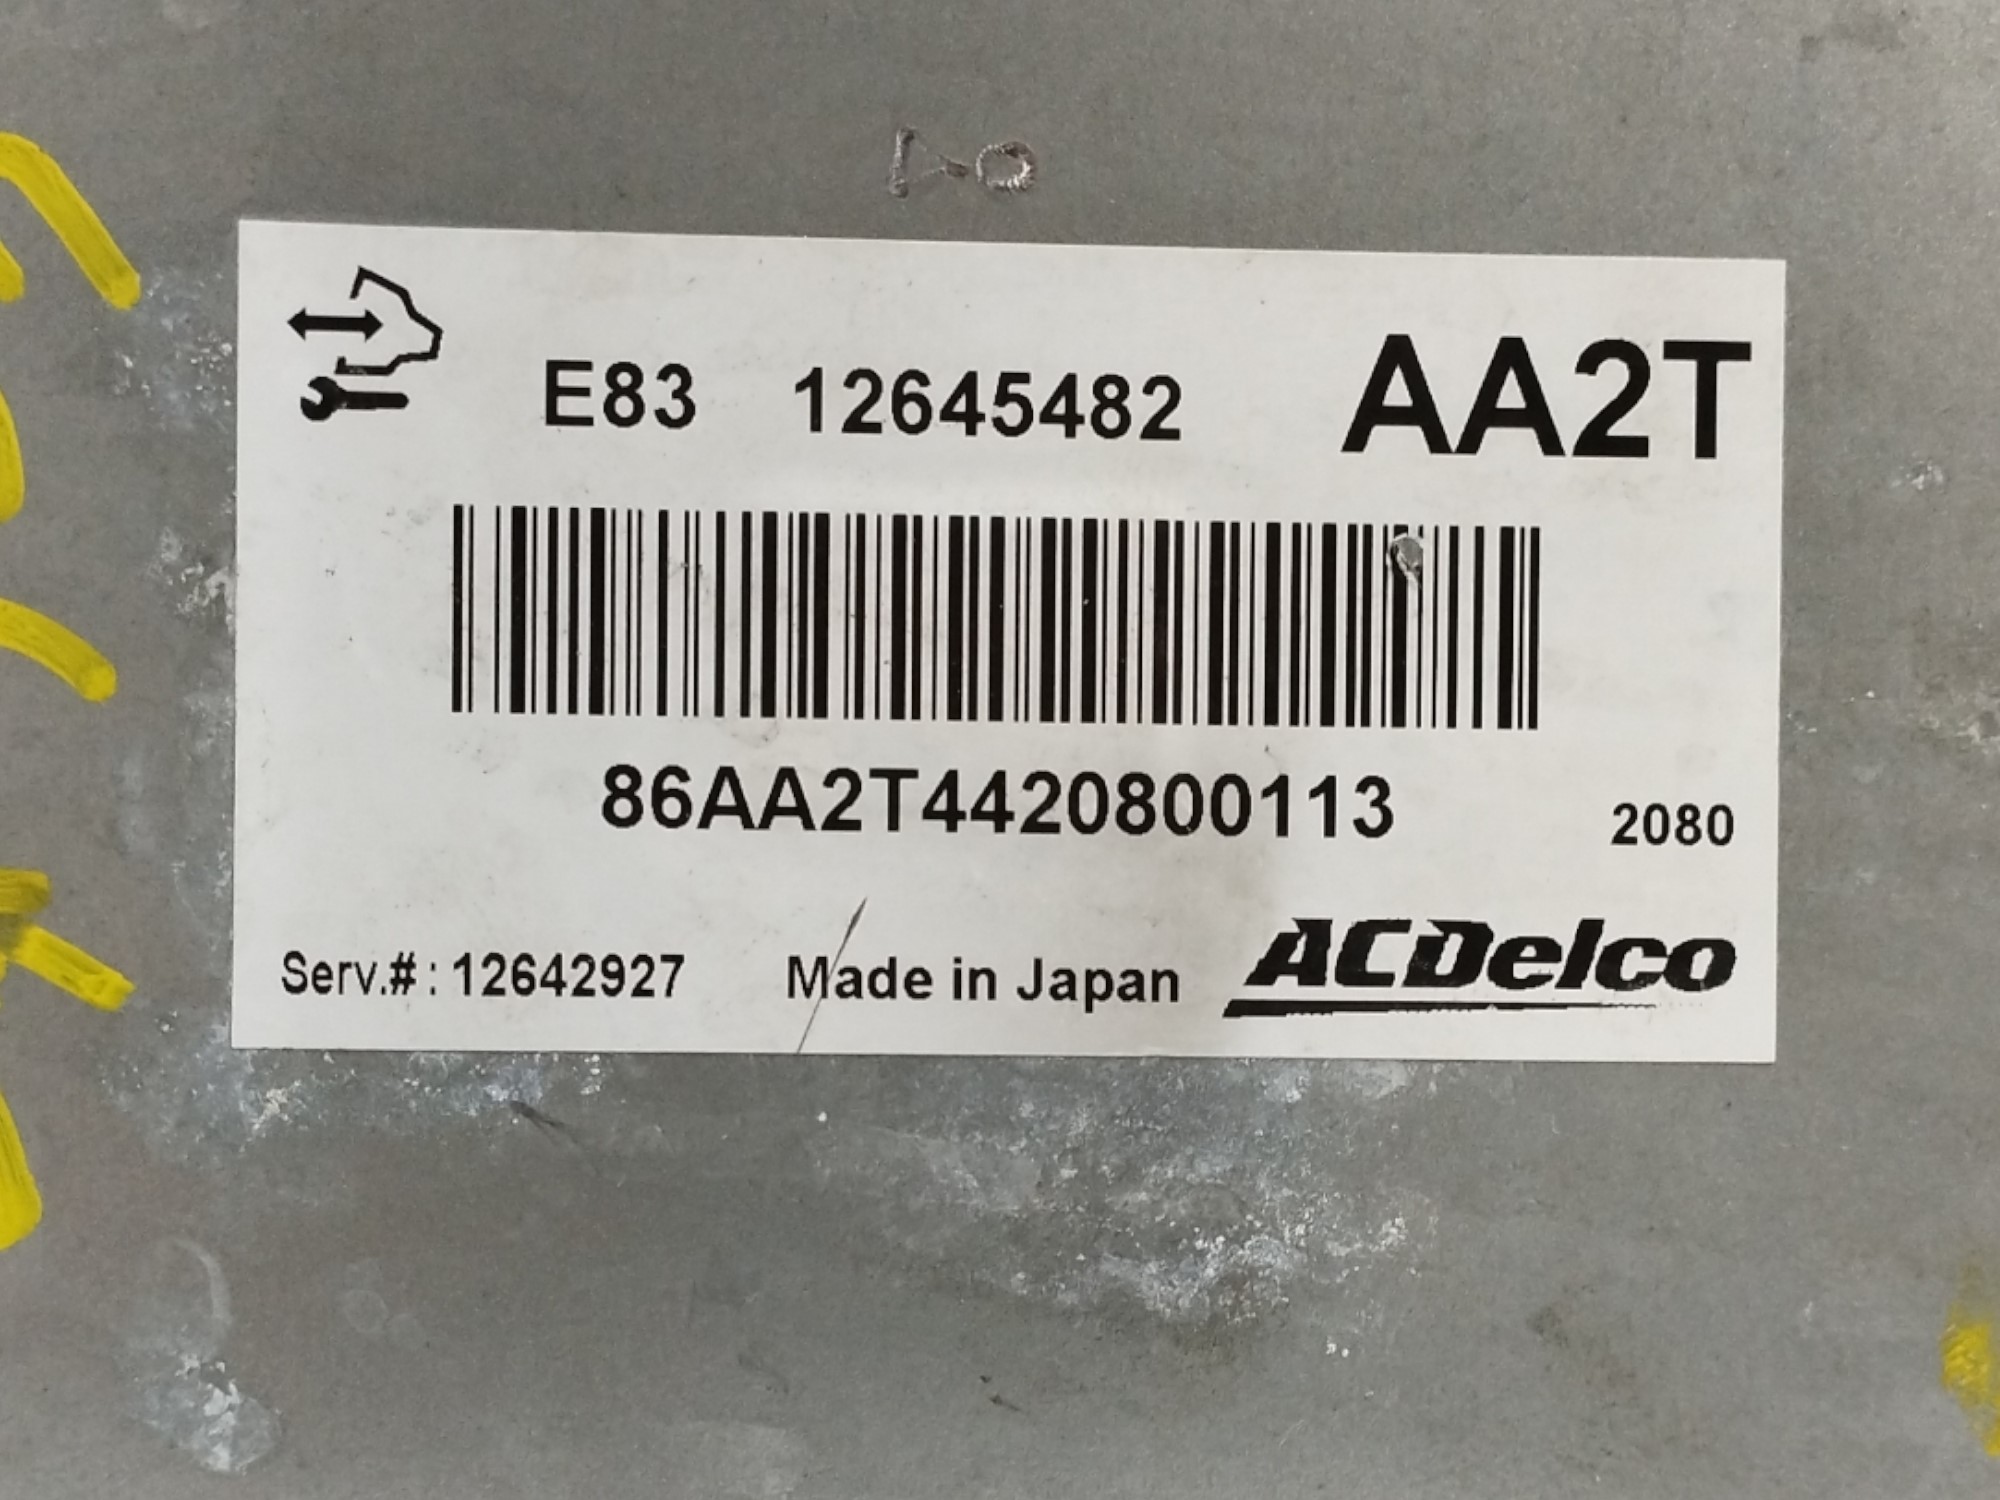 E83 12645482 AA2T
86AA2T4420800113 2080
Serv.#: 12642927 Made in Japan ACDelco